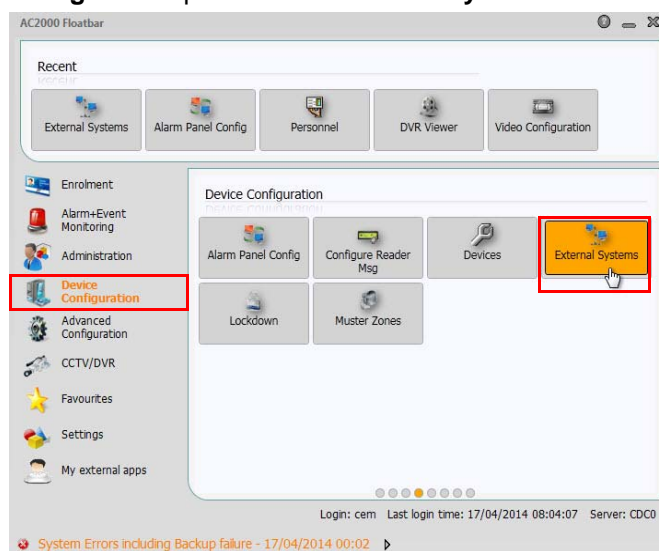 AC2000 Floatbar
Recent
External Systems
Alarm Panel Config
Personnel
DVR Viewer
Video Configuration
Enrolment
Alarm+Event
Monitoring
Administration
Device
Configuration
Advanced
Configuration
CCTV/DVR
Favourites
Settings
My external apps
Device Configuration
Alarm Panel Config
Configure Reader
Msg
Devices
External Systems
Lockdown
Muster Zones
Login: cem Last login time: 17/04/2014 08:04:07 Server: CDC0
System Errors including Backup failure - 17/04/2014 00:02